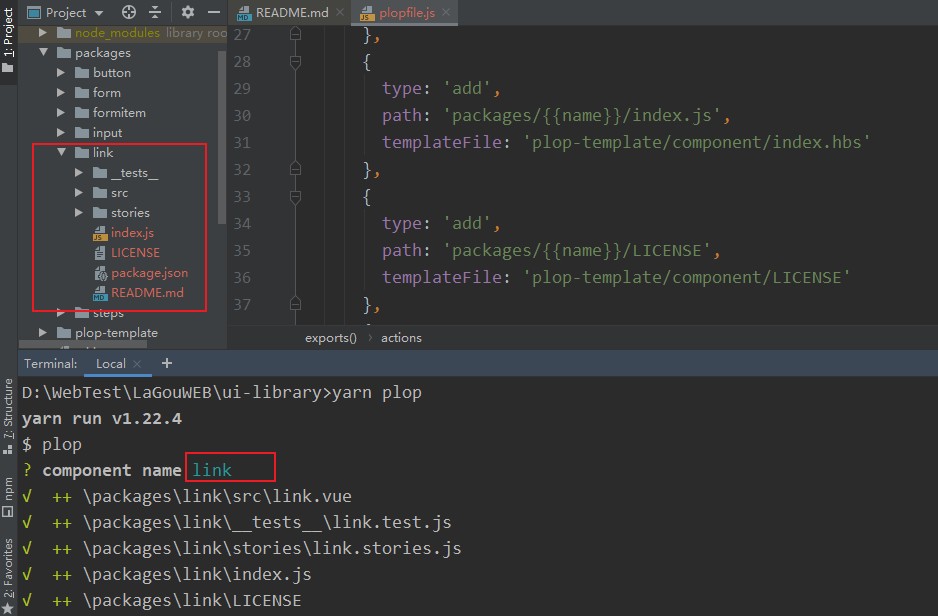 1: Project
Project
README.md
plopfile.js
node_modules library roo
packages
button
form
formitem
input
link
__tests__
src
stories
index.js
LICENSE
package.json
README.md
steps
plop-template
27 },
28 {
29 type: 'add',
30 path: 'packages/{{name}}/index.js',
31 templateFile: 'plop-template/component/index.hbs'
32 },
33 {
34 type: 'add',
35 path: 'packages/{{name}}/LICENSE',
36 templateFile: 'plop-template/component/LICENSE'
37 },
exports() › actions
Terminal: Local × +
7: Structure
npm
2: Favorites
D:\WebTest\LaGouWEB\ui-library>yarn plop
yarn run v1.22.4
$ plop
? component name link
√ ++ \packages\link\src\link.vue
√ ++ \packages\link\__tests__\link.test.js
√ ++ \packages\link\stories\link.stories.js
√ ++ \packages\link\index.js
√ ++ \packages\link\LICENSE